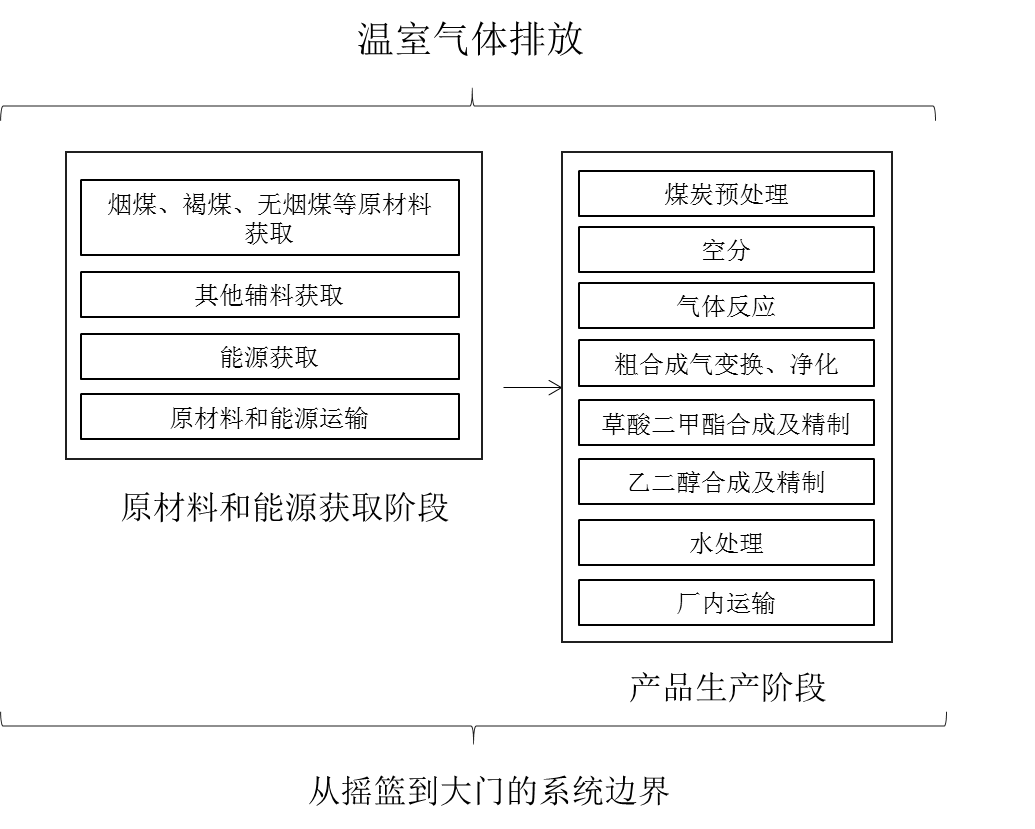 温室气体排放
烟煤、褐煤、无烟煤等原材料
获取
其他辅料获取
能源获取
原材料和能源运输
原材料和能源获取阶段
煤炭预处理
空分
气体反应
粗合成气变换、净化
草酸二甲酯合成及精制
乙二醇合成及精制
水处理
厂内运输
产品生产阶段
从摇篮到大门的系统边界